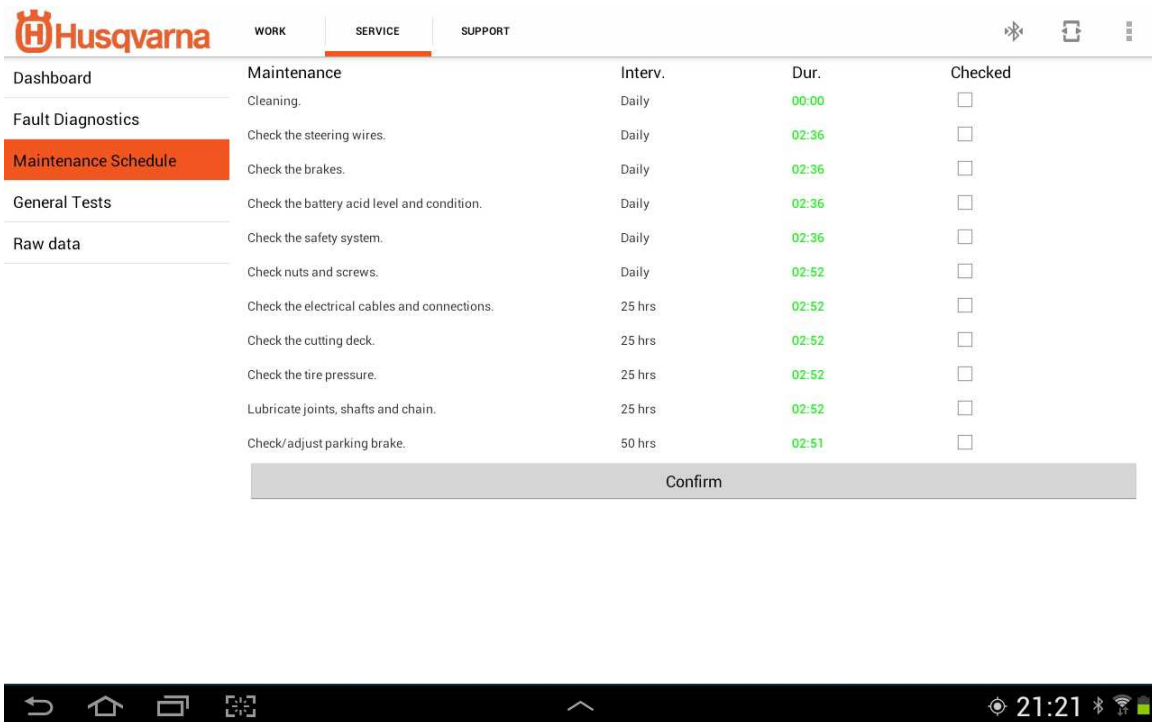 Husqvarna WORK SERVICE SUPPORT
Dashboard
Fault Diagnostics
Maintenance Schedule
General Tests
Raw data
Maintenance Interv. Dur. Checked
Cleaning. Daily 00:00
Check the steering wires. Daily 02:36
Check the brakes. Daily 02:36
Check the battery acid level and condition. Daily 02:36
Check the safety system. Daily 02:36
Check nuts and screws. Daily 02:52
Check the electrical cables and connections. 25 hrs 02:52
Check the cutting deck. 25 hrs 02:52
Check the tire pressure. 25 hrs 02:52
Lubricate joints, shafts and chain. 25 hrs 02:52
Check/adjust parking brake. 50 hrs 02:51
Confirm
21:21